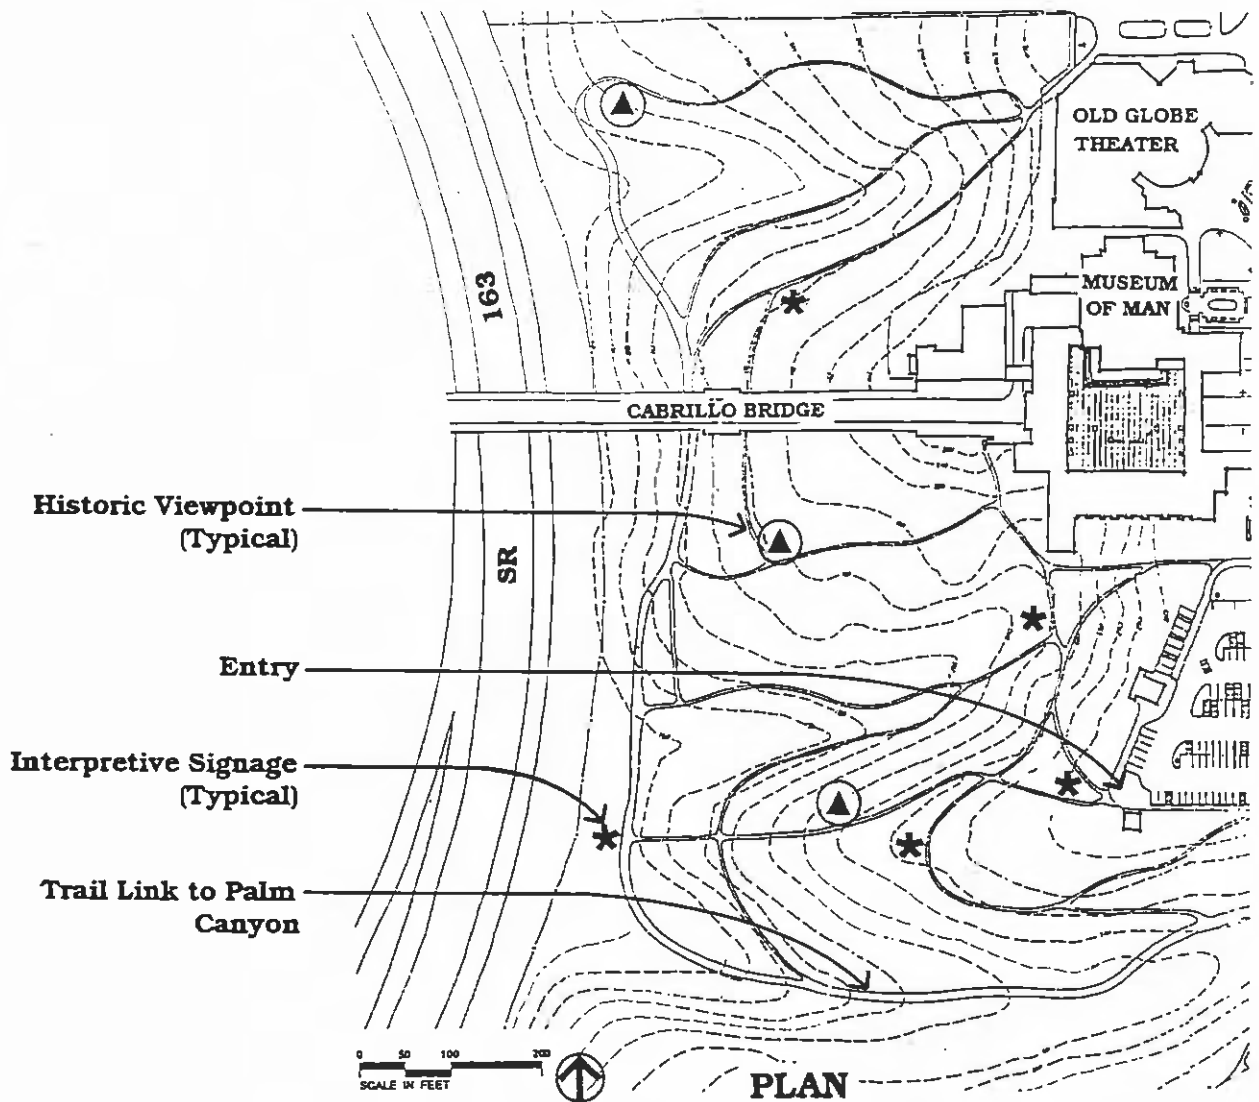 OLD GLOBE
THEATER
163
MUSEUM
OF MAN
CABRILLO BRIDGE
Historic Viewpoint
(Typical)
SR
Entry
Interpretive Signage
(Typical)
Trail Link to Palm
Canyon
0 50 100 200
SCALE IN FEET
PLAN